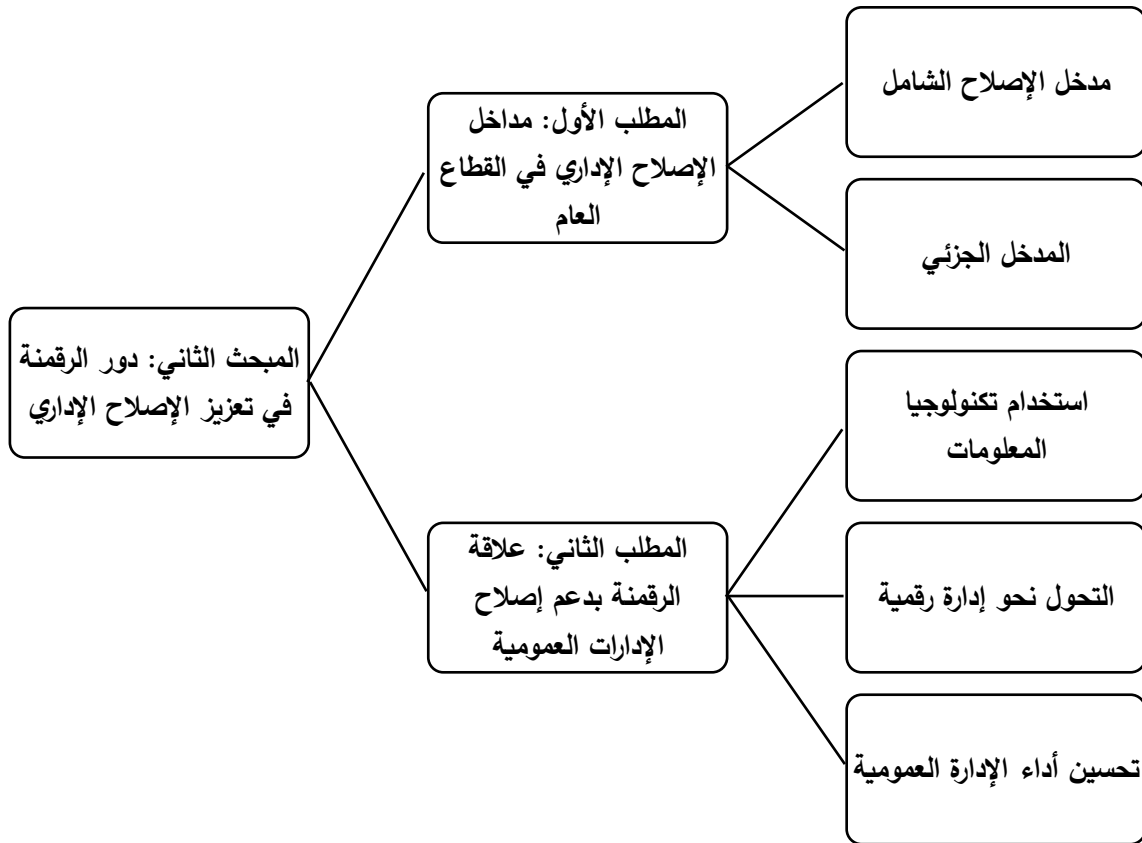 المبحث الثاني: دور الرقمنة
في تعزيز الإصلاح الإداري
المطلب الأول: مداخل
الإصلاح الإداري في القطاع
العام
مدخل الإصلاح الشامل
المدخل الجزئي
المطلب الثاني: علاقة
الرقمنة بدعم إصلاح
الإدارات العمومية
استخدام تكنولوجيا
المعلومات
التحول نحو إدارة رقمية
تحسين أداء الإدارة العمومية